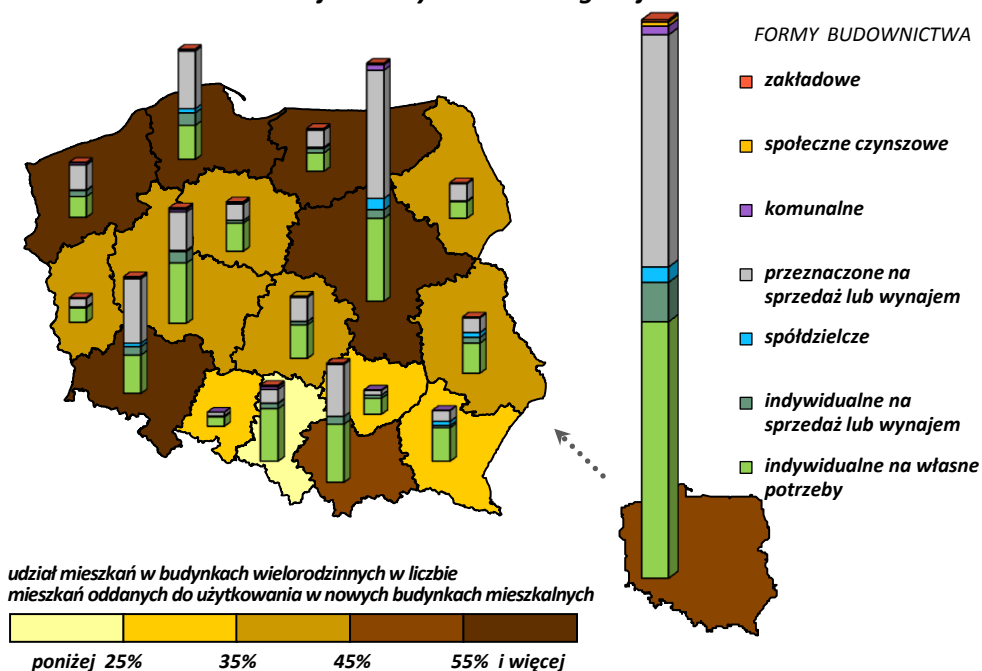 FORMY BUDOWNICTWA
zakładowe
społeczne czynszowe
komunalne
przeznaczone na
sprzedaż lub wynajem
spółdzielcze
indywidualne na
sprzedaż lub wynajem
indywidualne na własne
potrzeby
udział mieszkań w budynkach wielorodzinnych w liczbie
mieszkań oddanych do użytkowania w nowych budynkach mieszkalnych
poniżej 25% 35% 45% 55% i więcej